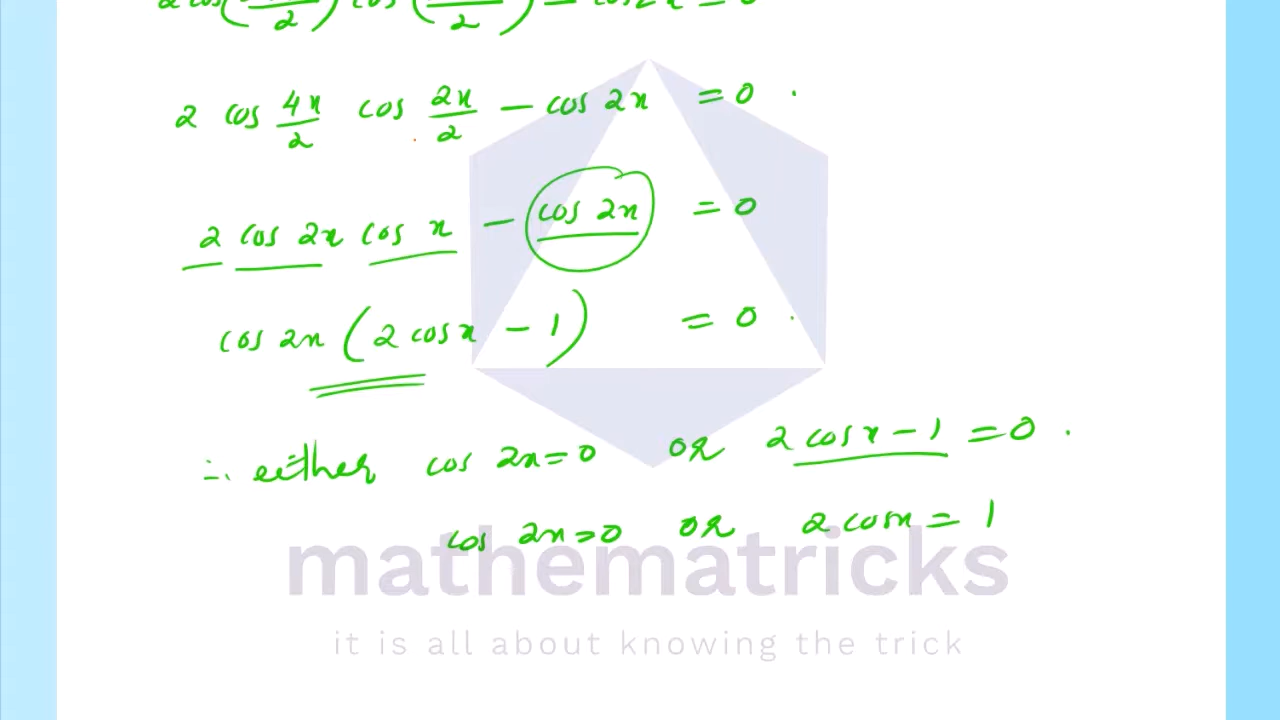 2 cos 4x/2 cos 2x/2 - cos 2x = 0 .
2 cos 2x cos x - cos 2x = 0
cos 2x (2 cos x - 1) = 0 .
∴ either cos 2x = 0 or 2 cos x - 1 = 0 .
cos 2x = 0 or 2 cos x = 1
mathematricks
it is all about knowing the trick